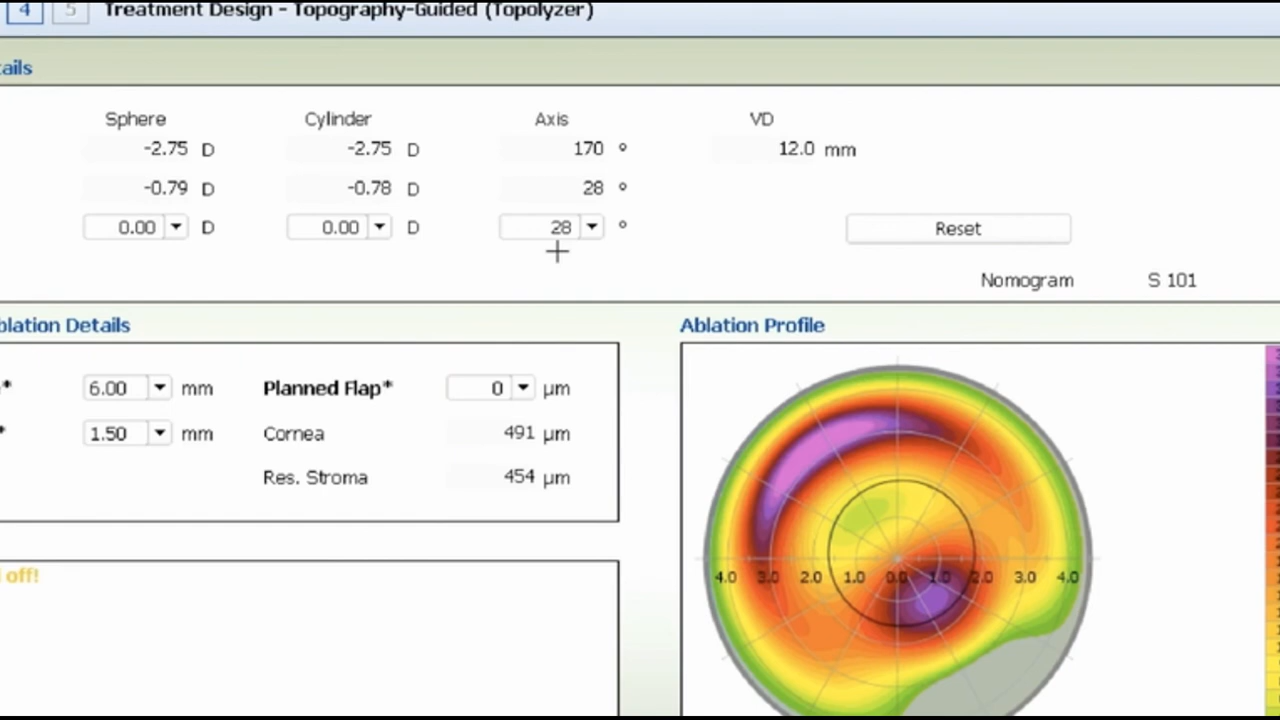 4 5 Treatment Design - Topography-Guided (Topolyzer)
ails
Sphere Cylinder Axis VD
-2.75 D -2.75 D 170 ° 12.0 mm
-0.79 D -0.78 D 28 °
0.00 D 0.00 D 28 ° Reset
Nomogram S 101
blation Details Ablation Profile
* 6.00 mm Planned Flap* 0 µm
* 1.50 mm Cornea 491 µm
Res. Stroma 454 µm
off!
4.0 3.0 2.0 1.0 0.0 1.0 2.0 3.0 4.0